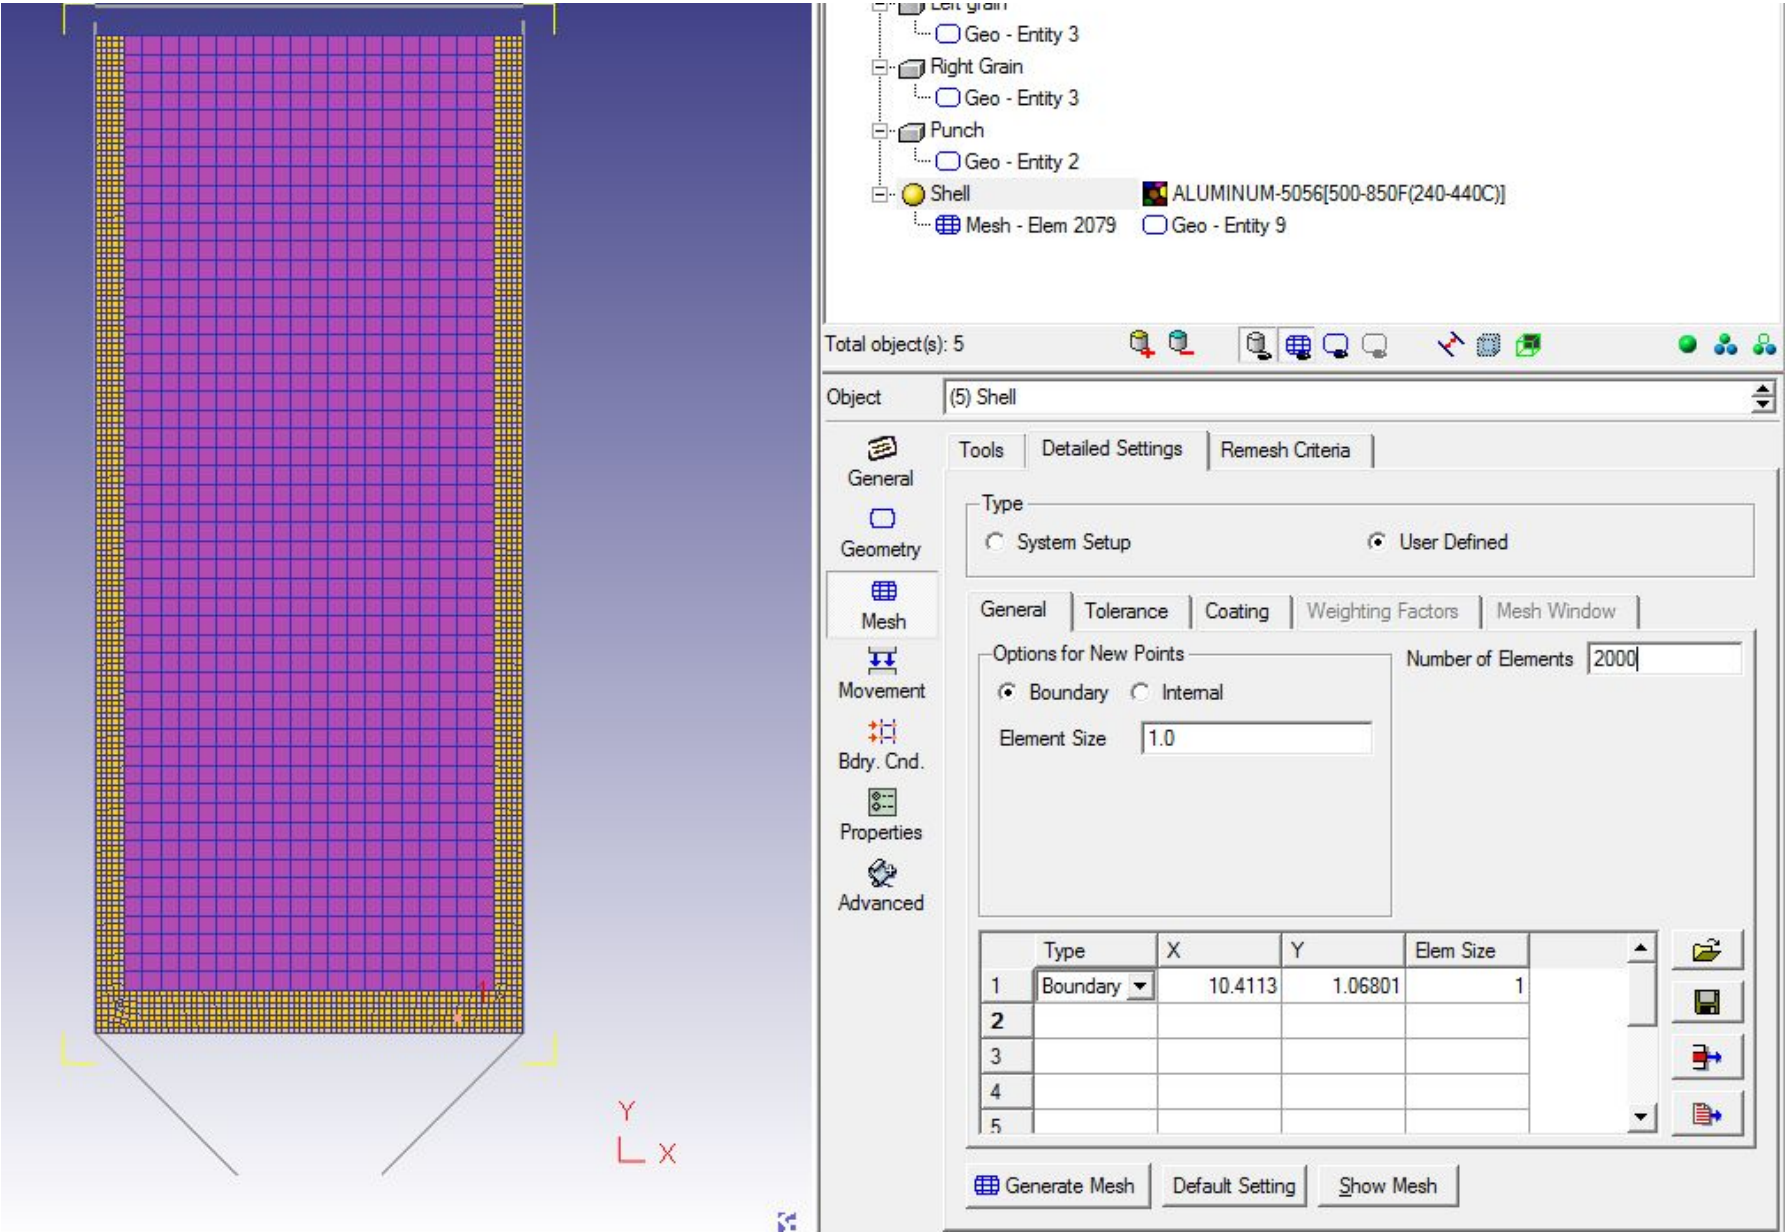 Left grain
Geo - Entity 3
Right Grain
Geo - Entity 3
Punch
Geo - Entity 2
Shell ALUMINUM-5056[500-850F(240-440C)]
Mesh - Elem 2079 Geo - Entity 9
Total object(s): 5
Object (5) Shell
General
Geometry
Mesh
Movement
Bdry. Cnd.
Properties
Advanced
Tools Detailed Settings Remesh Criteria
Type
System Setup User Defined
General Tolerance Coating Weighting Factors Mesh Window
Options for New Points
Number of Elements 2000
Boundary Internal
Element Size 1.0
Type X Y Elem Size
1 Boundary 10.4113 1.06801 1
2
3
4
5
Generate Mesh Default Setting Show Mesh
1
Y
X